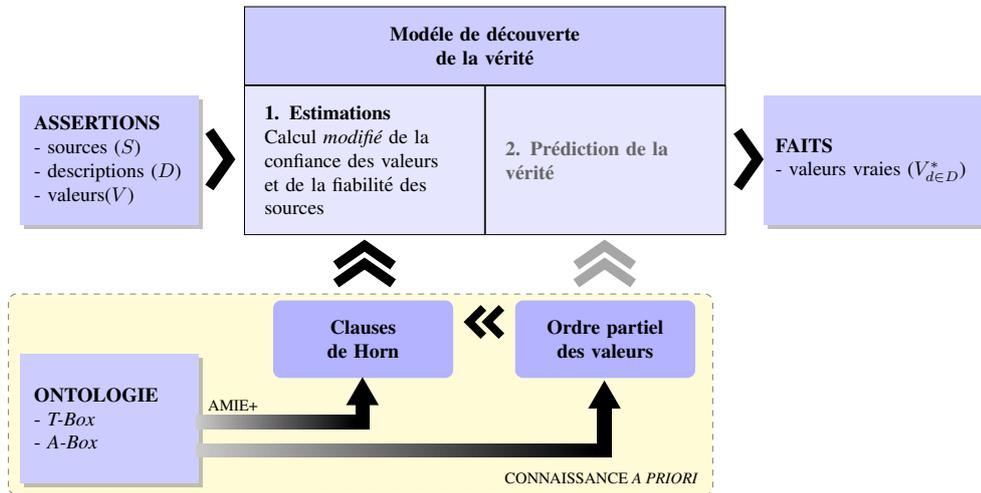 Modéle de découverte
de la vérité
ASSERTIONS
- sources (S)
- descriptions (D)
- valeurs(V)
1. Estimations
Calcul modifié de la
confiance des valeurs
et de la fiabilité des
sources
2. Prédiction de la
vérité
FAITS
- valeurs vraies (V*d∈D)
Clauses
de Horn
Ordre partiel
des valeurs
ONTOLOGIE
- T-Box
- A-Box
AMIE+
CONNAISSANCE A PRIORI